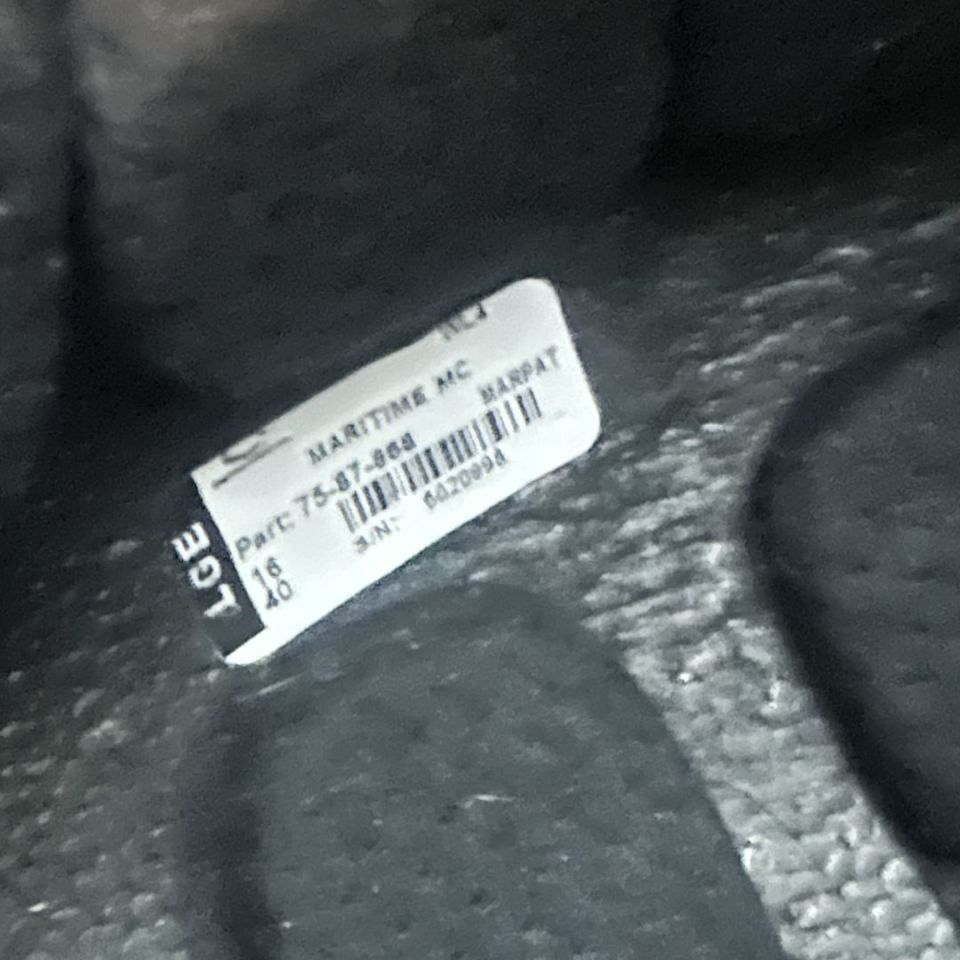 MARITIME MC
MARPAT
Part: 75-87-868
S/N: 6020998
16
40
LGE